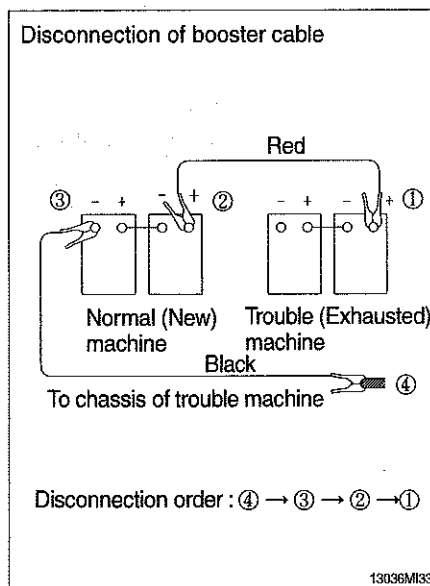 Disconnection of booster cable
Red
③ - + - + ② - + - + ①
Normal (New)
machine
Trouble (Exhausted)
machine
Black
To chassis of trouble machine ④
Disconnection order : ④ → ③ → ② → ①
13036MI33